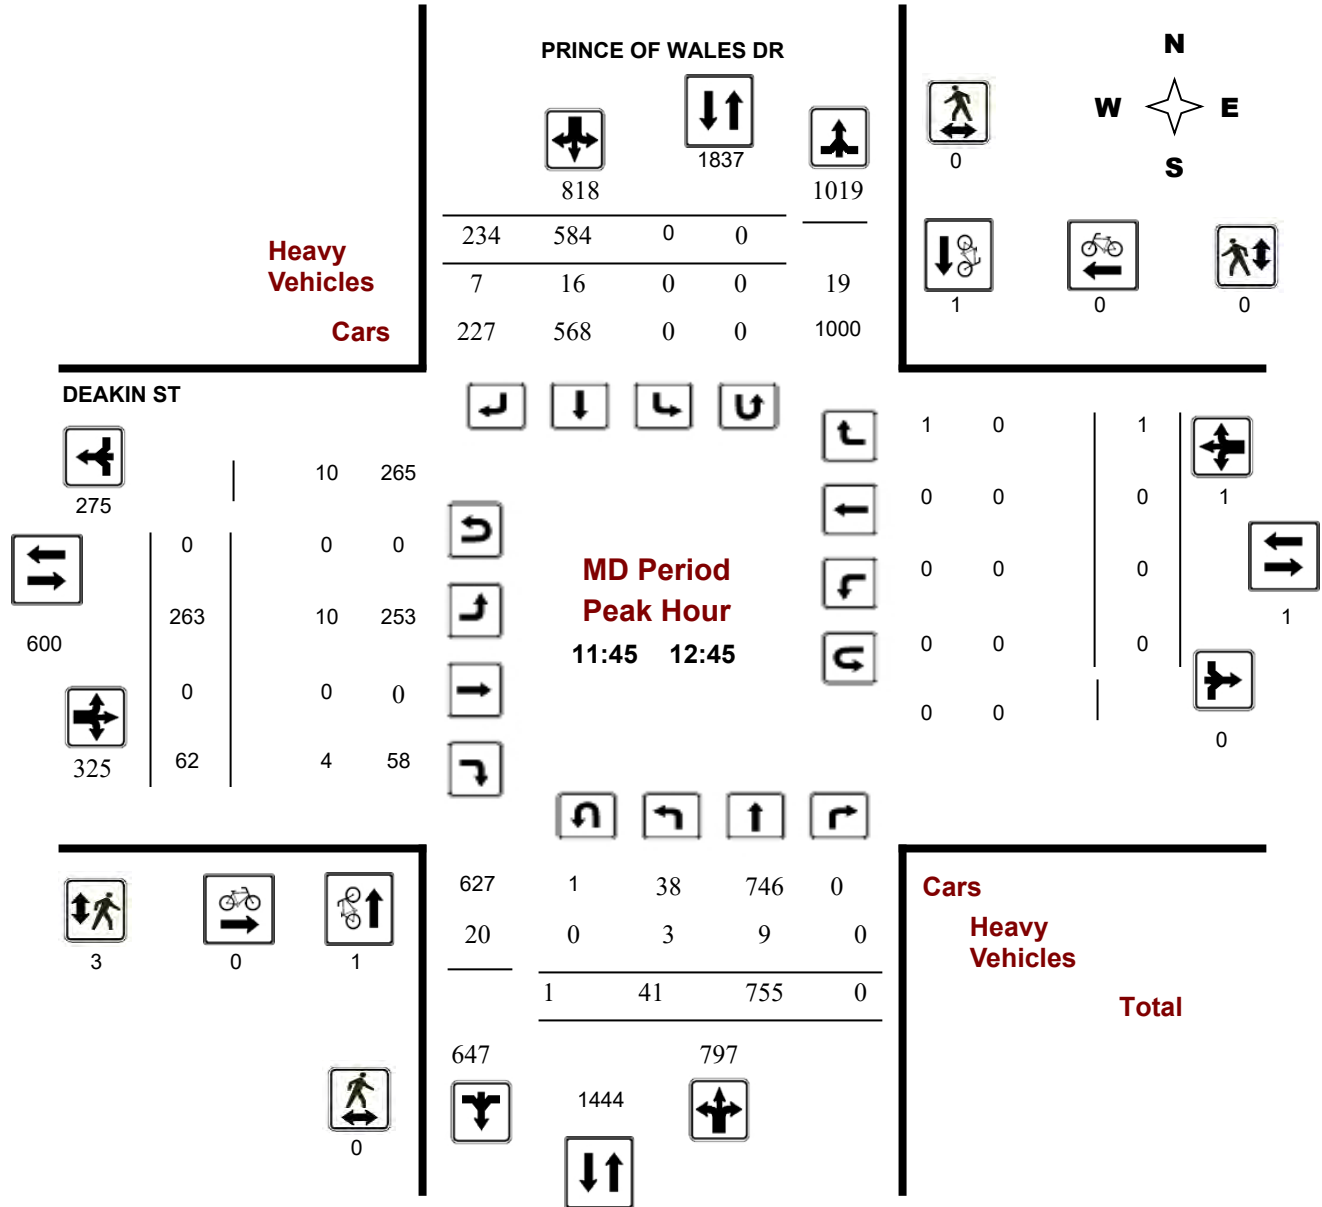 PRINCE OF WALES DR
N
W E
S
1837
0
818 1019
234 584 0 0
Heavy
Vehicles
7 16 0 0 19
1 0 0
Cars
227 568 0 0 1000
DEAKIN ST
1 0 1
10 265
275
0 0 0 1
0 0 0
MD Period
0 0 0
Peak Hour
263 10 253
1
600
11:45 12:45
0 0 0
0 0 0
0 0
0
325
62 4 58
627 1 38 746 0
Cars
20 0 3 9 0
Heavy
Vehicles
3 0 1
1 41 755 0
Total
647 797
1444
0